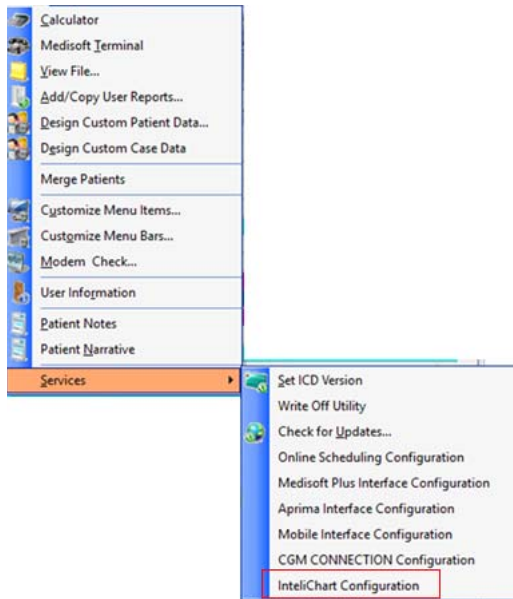 Calculator
Medisoft Terminal
View File...
Add/Copy User Reports...
Design Custom Patient Data...
Design Custom Case Data
Merge Patients
Customize Menu Items...
Customize Menu Bars...
Modem Check...
User Information
Patient Notes
Patient Narrative
Services
Set ICD Version
Write Off Utility
Check for Updates...
Online Scheduling Configuration
Medisoft Plus Interface Configuration
Aprima Interface Configuration
Mobile Interface Configuration
CGM CONNECTION Configuration
InteliChart Configuration